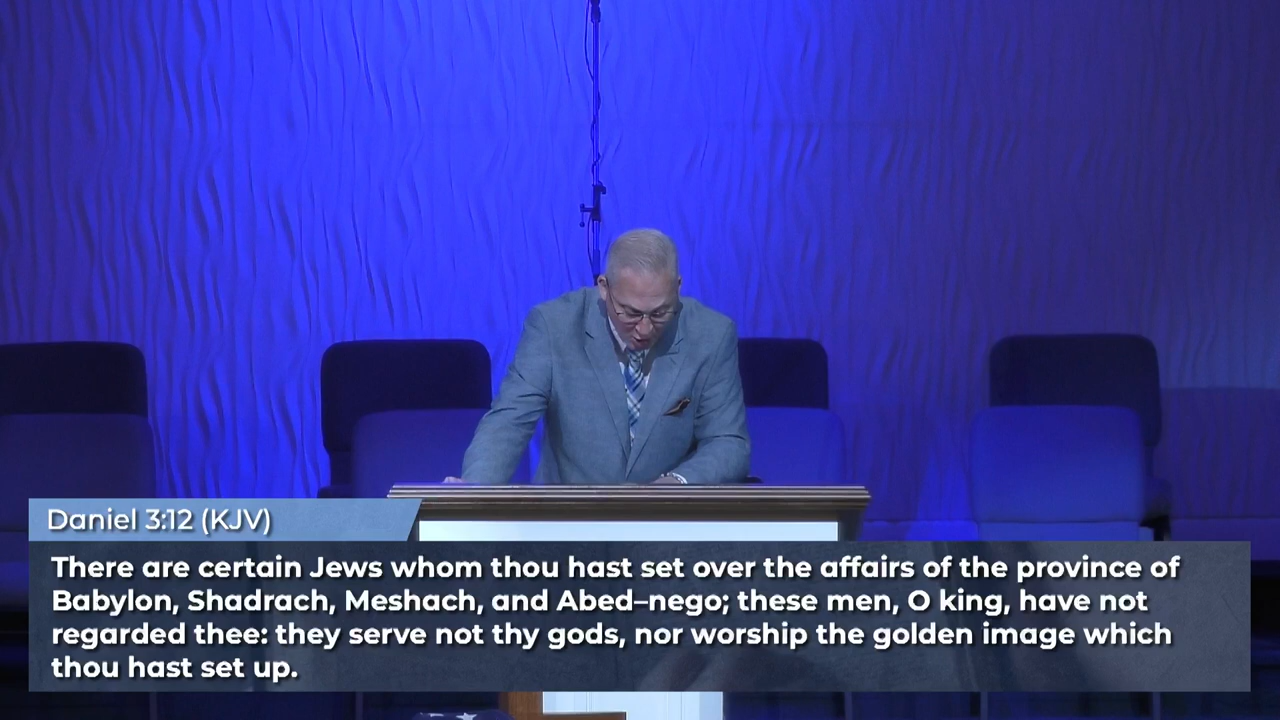 Daniel 3:12 (KJV)
There are certain Jews whom thou hast set over the affairs of the province of
Babylon, Shadrach, Meshach, and Abed–nego; these men, O king, have not
regarded thee: they serve not thy gods, nor worship the golden image which
thou hast set up.